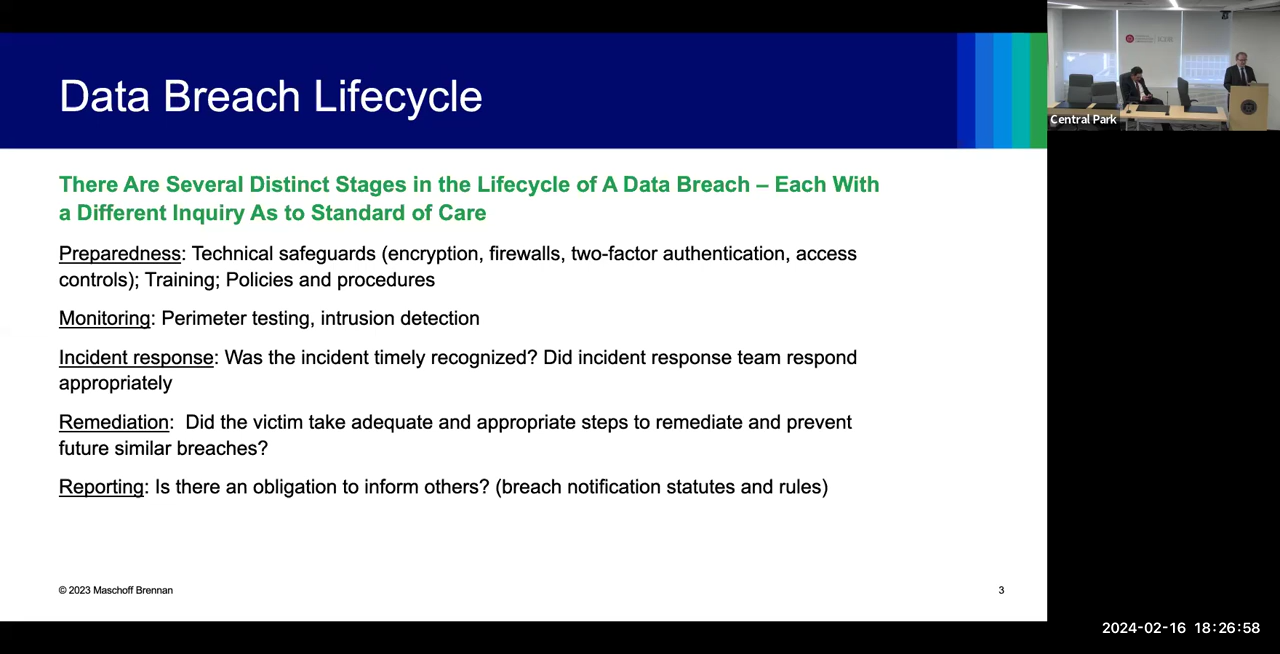 Data Breach Lifecycle
Central Park
There Are Several Distinct Stages in the Lifecycle of A Data Breach – Each With
a Different Inquiry As to Standard of Care
Preparedness: Technical safeguards (encryption, firewalls, two-factor authentication, access
controls); Training; Policies and procedures
Monitoring: Perimeter testing, intrusion detection
Incident response: Was the incident timely recognized? Did incident response team respond
appropriately
Remediation:  Did the victim take adequate and appropriate steps to remediate and prevent
future similar breaches?
Reporting: Is there an obligation to inform others? (breach notification statutes and rules)
© 2023 Maschoff Brennan
3
2024-02-16 18:26:58